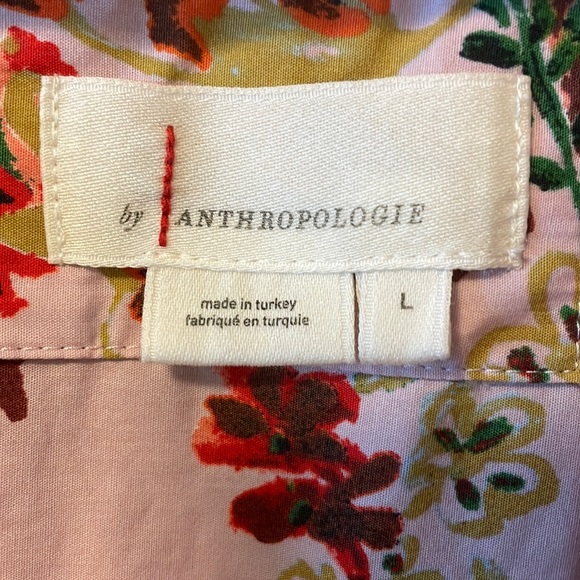 by ANTHROPOLOGIE
made in turkey
fabriqué en turquie
L